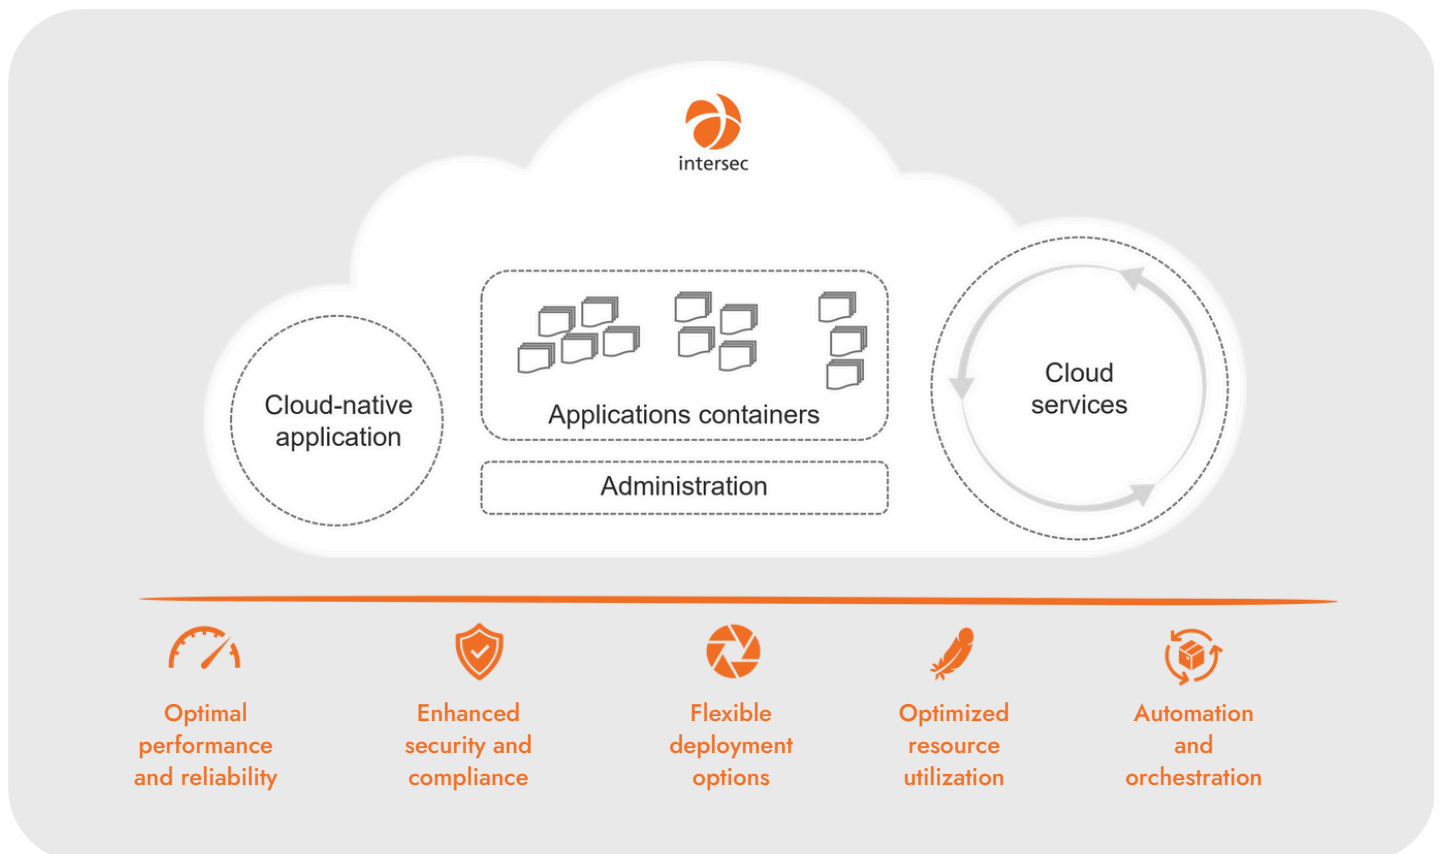 intersec
Cloud-native
application
Applications containers
Administration
Cloud
services
Optimal
performance
and reliability
Enhanced
security and
compliance
Flexible
deployment
options
Optimized
resource
utilization
Automation
and
orchestration